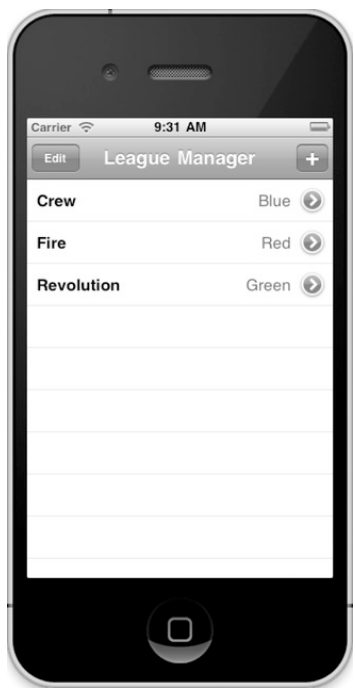 Carrier 9:31 AM
Edit League Manager +
Crew Blue
Fire Red
Revolution Green